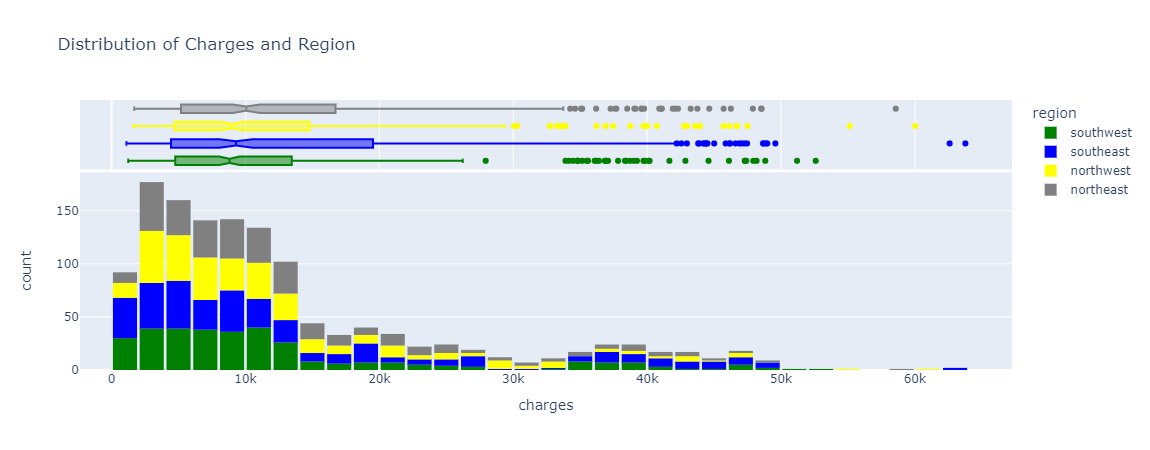 Distribution of Charges and Region
region
southwest
southeast
northwest
northeast
150
100
50
0
count
0 10k 20k 30k 40k 50k 60k
charges